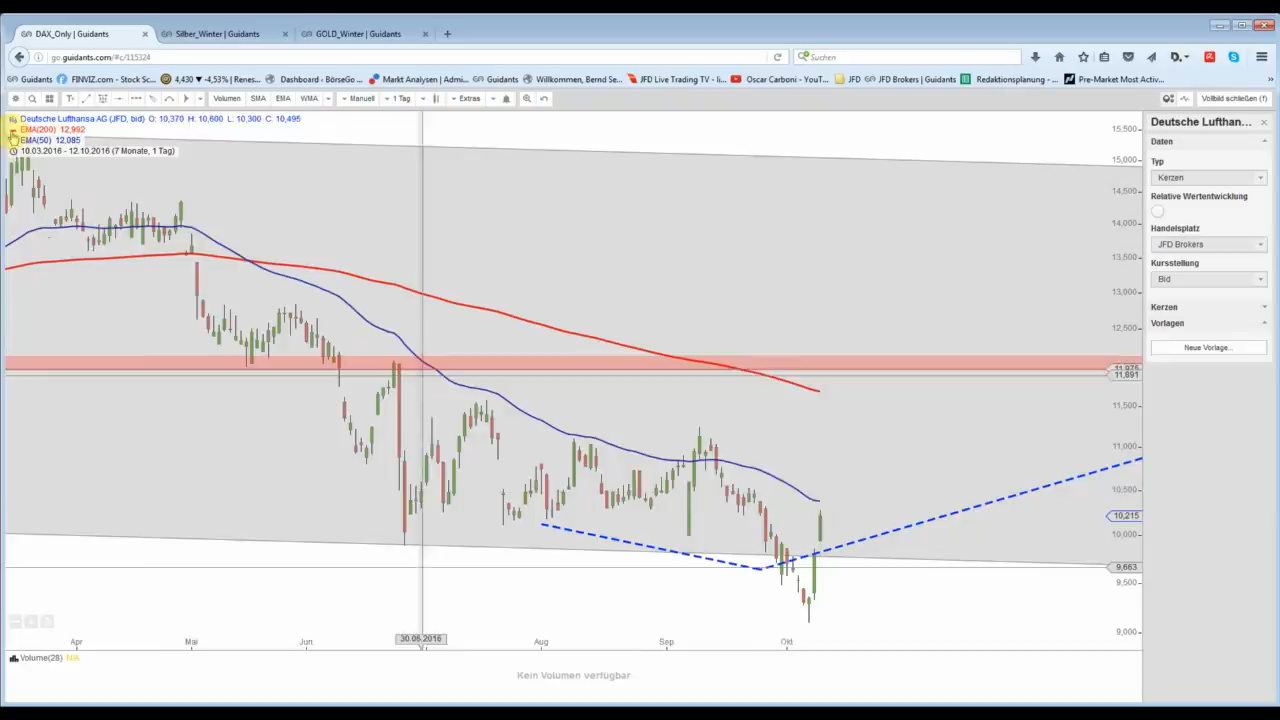 DAX_Only | Guidants
Silber_Winter | Guidants
GOLD_Winter | Guidants
go.guidants.com/#c/115324
Suchen
Guidants
FINVIZ.com - Stock Sc...
4,430 ▼ -4,53% | Renes...
Dashboard - BörseGo ...
Markt Analysen | Admi...
Guidants
Willkommen, Bernd Se...
JFD Live Trading TV - li...
Oscar Carboni - YouT...
JFD
JFD Brokers | Guidants
Redaktionsplanung - ...
Pre-Market Most Activ...
Volumen
SMA
EMA
WMA
Manuell
1 Tag
Extras
Vollbild schließen (f)
Deutsche Lufthansa AG (JFD, bid) O: 10,370 H: 10,600 L: 10,300 C: 10,495
EMA(200) 12,992
EMA(50) 12,085
10.03.2016 - 12.10.2016 (7 Monate, 1 Tag)
15,500
15,000
14,500
14,000
13,500
13,000
12,500
11,975
11,891
11,500
11,000
10,500
10,215
10,000
9,663
9,500
9,000
Apr
Mai
Jun
30.06.2016
Aug
Sep
Okt
Volume(28) N/A
Kein Volumen verfügbar
Deutsche Lufthan...
Daten
Typ
Kerzen
Relative Wertentwicklung
Handelsplatz
JFD Brokers
Kursstellung
Bid
Kerzen
Vorlagen
Neue Vorlage...